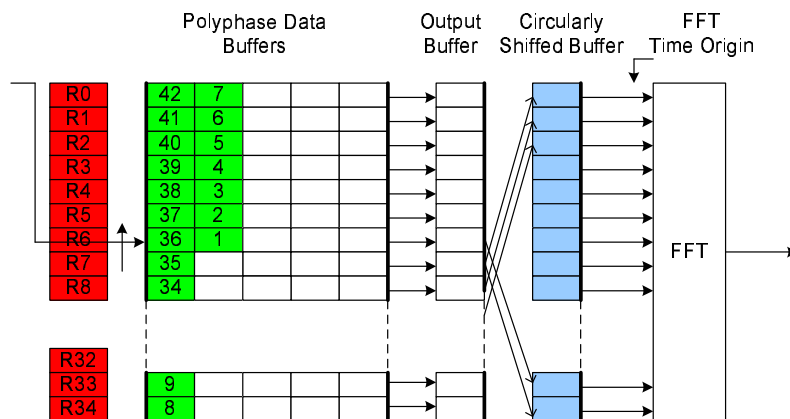 Polyphase Data Buffers
Output Buffer
Circularly Shiffed Buffer
FFT Time Origin
R0 42 7
R1 41 6
R2 40 5
R3 39 4
R4 38 3
R5 37 2
R6 36 1
R7 35
R8 34
FFT
R32
R33 9
R34 8